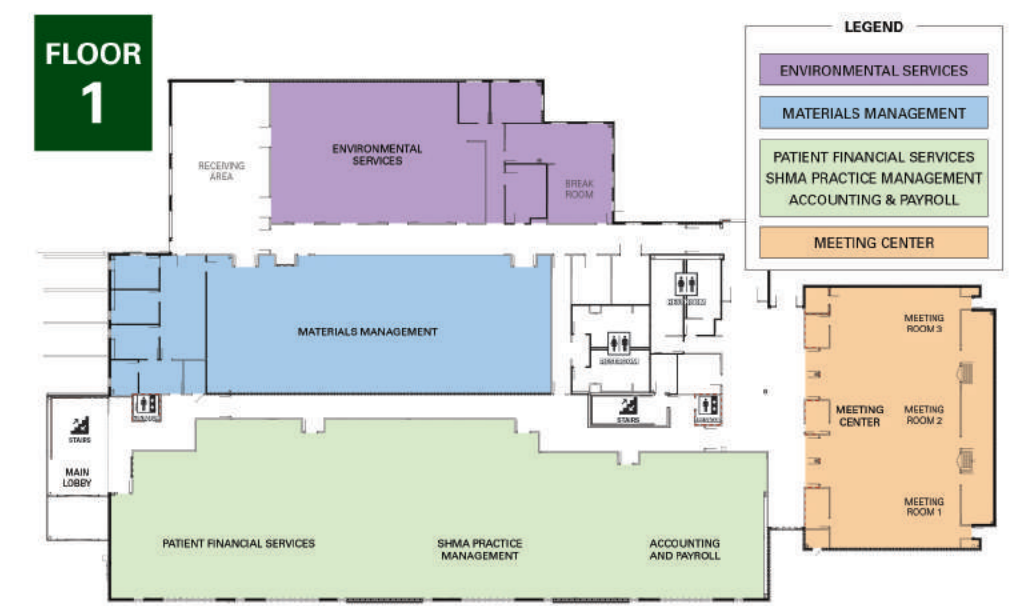 FLOOR
1
LEGEND
ENVIRONMENTAL SERVICES
MATERIALS MANAGEMENT
PATIENT FINANCIAL SERVICES
SHMA PRACTICE MANAGEMENT
ACCOUNTING & PAYROLL
MEETING CENTER
RECEIVING
AREA
ENVIRONMENTAL
SERVICES
BREAK
ROOM
MATERIALS MANAGEMENT
RESTROOM
RESTROOM
MEETING
ROOM 3
MEETING
CENTER
MEETING
ROOM 2
MEETING
ROOM 1
STAIRS
MAIN
LOBBY
STAIRS
PATIENT FINANCIAL SERVICES
SHMA PRACTICE
MANAGEMENT
ACCOUNTING
AND PAYROLL